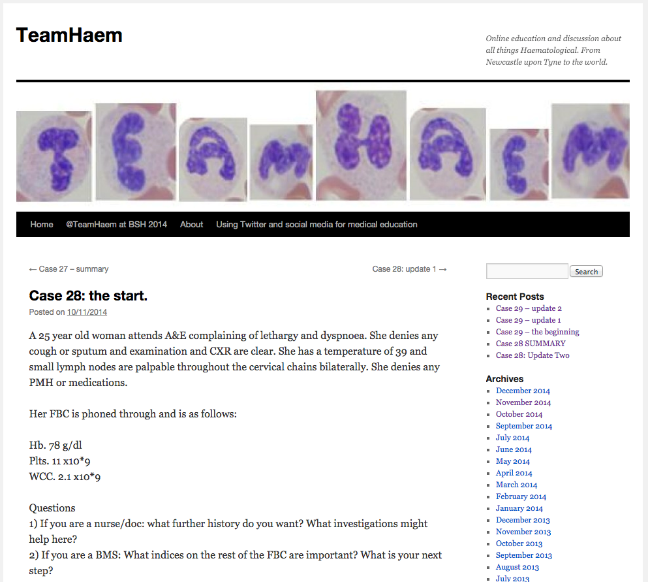 TeamHaem
Online education and discussion about
all things Haematological. From
Newcastle upon Tyne to the world.
TEAM HAEM
Home @TeamHaem at BSH 2014 About Using Twitter and social media for medical education
← Case 27 – summary Case 28: update 1 →
Case 28: the start.
Posted on 10/11/2014
A 25 year old woman attends A&E complaining of lethargy and dyspnoea. She denies any
cough or sputum and examination and CXR are clear. She has a temperature of 39 and
small lymph nodes are palpable throughout the cervical chains bilaterally. She denies any
PMH or medications.
Her FBC is phoned through and is as follows:
Hb. 78 g/dl
Plts. 11 x10*9
WCC. 2.1 x10*9
Questions
1) If you are a nurse/doc: what further history do you want? What investigations might
help here?
2) If you are a BMS: What indices on the rest of the FBC are important? What is your next
step?
Search
Recent Posts
Case 29 – update 2
Case 29 – update 1
Case 29 – the beginning
Case 28 SUMMARY
Case 28: Update Two
Archives
December 2014
November 2014
October 2014
September 2014
July 2014
June 2014
May 2014
April 2014
March 2014
February 2014
January 2014
December 2013
November 2013
October 2013
September 2013
August 2013
July 2013